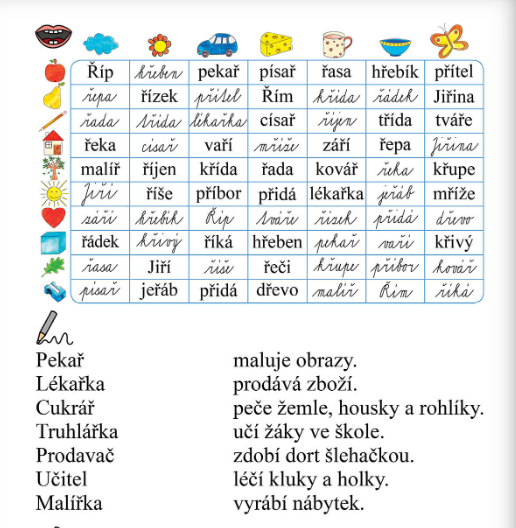 Říp hřeben pekař písař řasa hřebík přítel
řepa řízek přítel Řím křída řádek Jiřina
řada třída lékařka císař říjen třída tváře
řeka císař vaří mříže září řepa Jiřina
malíř říjen křída řada kovář řeka křupe
Jiří říše příbor přidá lékařka jeřáb mříže
září hřebík Říp tváře řízek přidá dřevo
řádek křivý říká hřeben pekař vaří křivý
řasa Jiří říše řeči křupe příbor kovář
písař jeřáb přidá dřevo malíř Řím říká
Pekař maluje obrazy.
Lékařka prodává zboží.
Cukrář peče žemle, housky a rohlíky.
Truhlářka učí žáky ve škole.
Prodavač zdobí dort šlehačkou.
Učitel léčí kluky a holky.
Malířka vyrábí nábytek.